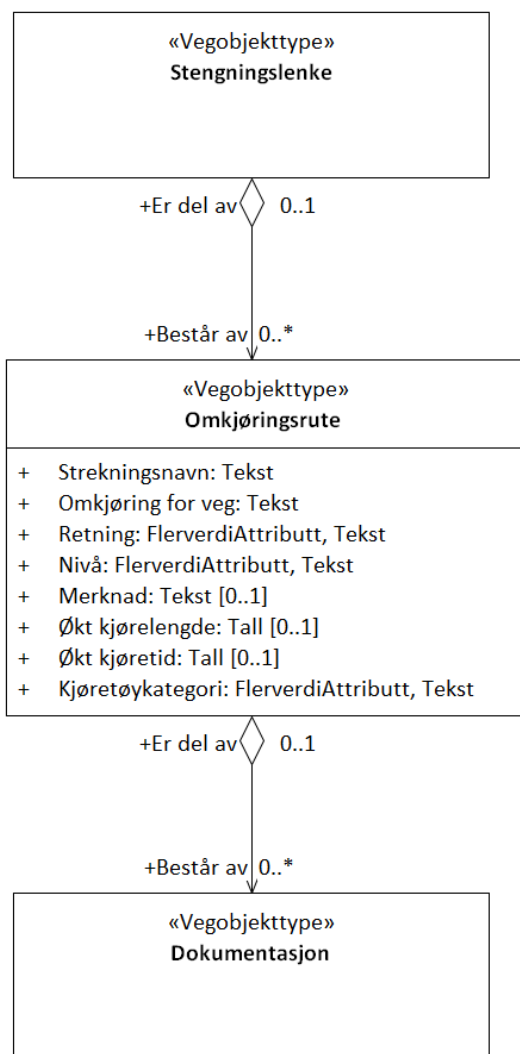 «Vegobjekttype»
Stengningslenke
+Er del av 0..1
+Består av 0..*
«Vegobjekttype»
Omkjøringsrute
+ Strekningsnavn: Tekst
+ Omkjøring for veg: Tekst
+ Retning: FlerverdiAttributt, Tekst
+ Nivå: FlerverdiAttributt, Tekst
+ Merknad: Tekst [0..1]
+ Økt kjørelengde: Tall [0..1]
+ Økt kjøretid: Tall [0..1]
+ Kjøretøykategori: FlerverdiAttributt, Tekst
+Er del av 0..1
+Består av 0..*
«Vegobjekttype»
Dokumentasjon